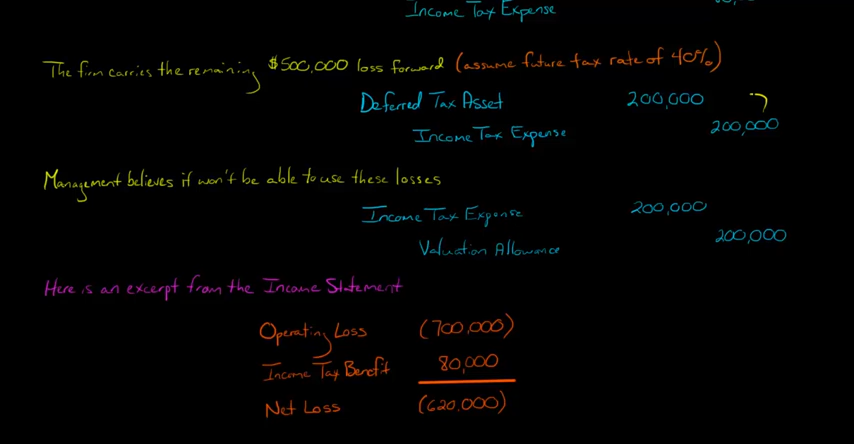 Income Tax Expense
The firm carries the remaining $500,000 loss forward (assume future tax rate of 40%)
Deferred Tax Asset 200,000
Income Tax Expense 200,000
Management believes it won't be able to use these losses
Income Tax Expense 200,000
Valuation Allowance 200,000
Here is an excerpt from the Income Statement
Operating Loss (700,000)
Income Tax Benefit 80,000
Net Loss (620,000)